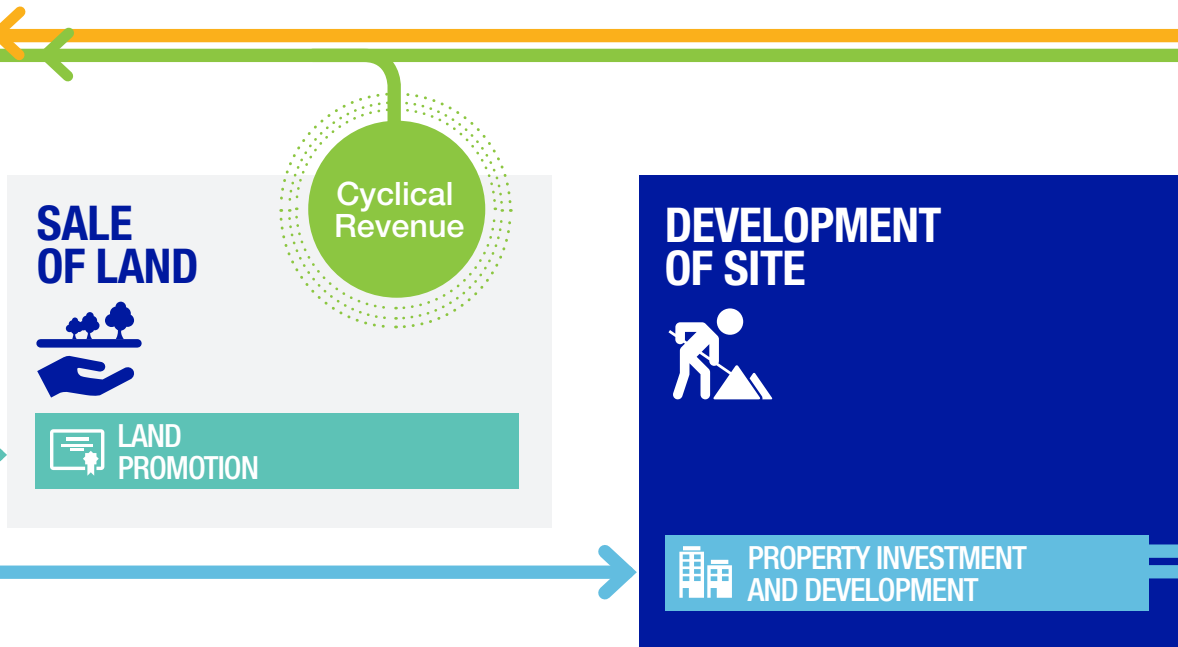 Cyclical
Revenue
SALE
OF LAND
LAND
PROMOTION
DEVELOPMENT
OF SITE
PROPERTY INVESTMENT
AND DEVELOPMENT